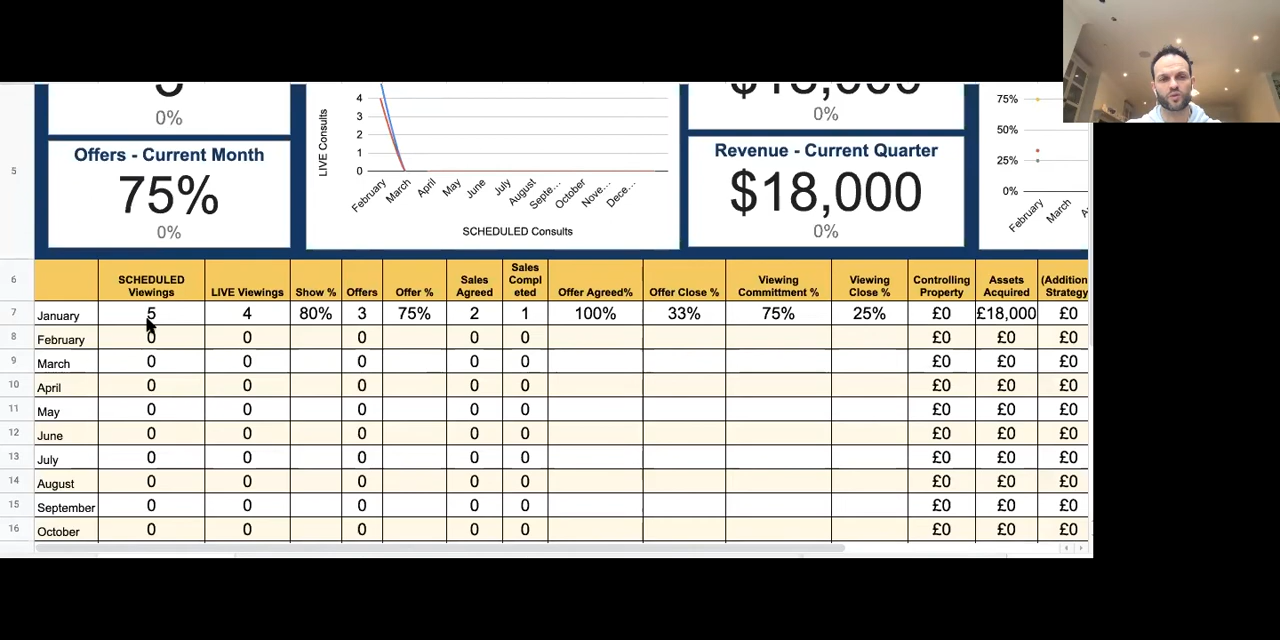 4
3
2
1
0
LIVE Consults
February
March
April
May
June
July
August
Septe...
October
Nove...
Dece...
SCHEDULED Consults
0%
Offers - Current Month
75%
0%
0%
Revenue - Current Quarter
$18,000
0%
75%
50%
25%
0%
February
March
5
6 SCHEDULED Viewings LIVE Viewings Show % Offers Offer % Sales Agreed Sales Completed Offer Agreed% Offer Close % Viewing Committment % Viewing Close % Controlling Property Assets Acquired (Addition Strategy
7 January 5 4 80% 3 75% 2 1 100% 33% 75% 25% £0 £18,000 £0
8 February 0 0 0 0 0 £0 £0 £0
9 March 0 0 0 0 0 £0 £0 £0
10 April 0 0 0 0 0 £0 £0 £0
11 May 0 0 0 0 0 £0 £0 £0
12 June 0 0 0 0 0 £0 £0 £0
13 July 0 0 0 0 0 £0 £0 £0
14 August 0 0 0 0 0 £0 £0 £0
15 September 0 0 0 0 0 £0 £0 £0
16 October 0 0 0 0 0 £0 £0 £0